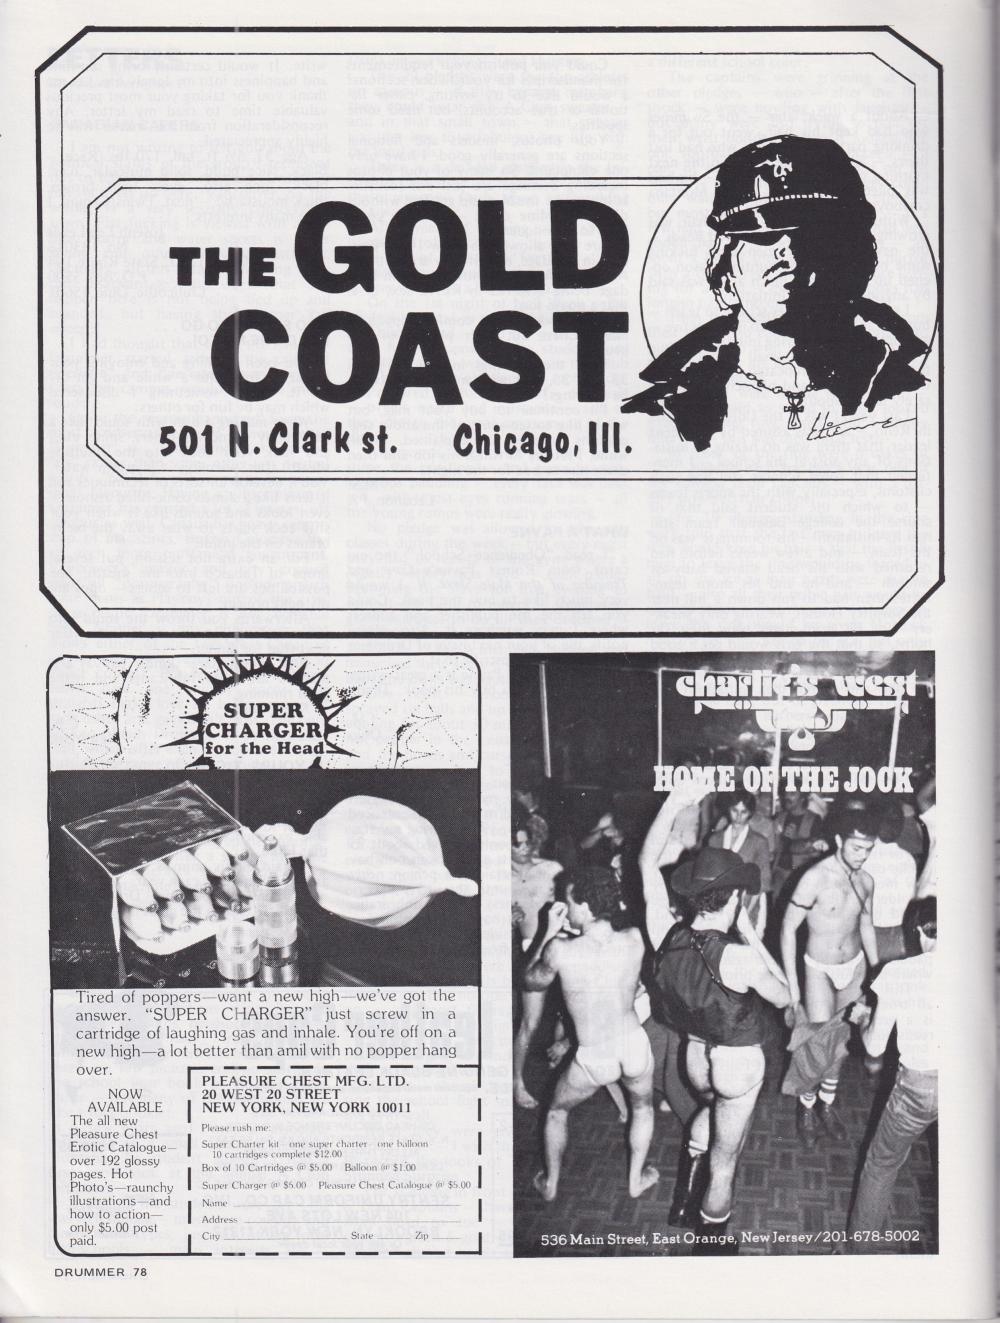 THE GOLD
COAST
501 N. Clark st. Chicago, Ill.
Etienne
SUPER
CHARGER
for the Head
Tired of poppers—want a new high—we've got the
answer. “SUPER CHARGER” just screw in a
cartridge of laughing gas and inhale. You're off on a
new high—a lot better than amil with no popper hang
over.
NOW
AVAILABLE
The all new
Pleasure Chest
Erotic Catalogue—
over 192 glossy
pages. Hot
Photo's—raunchy
illustrations—and
how to action—
only $5.00 post
paid.
PLEASURE CHEST MFG. LTD.
20 WEST 20 STREET
NEW YORK, NEW YORK 10011
Please rush me:
Super Charter kit one super charter one balloon
10 cartridges complete $12.00
Box of 10 Cartridges @ $5.00 Balloon @ $1.00
Super Charger @ $6.00 Pleasure Chest Catalogue @ $5.00
Name
Address
City State Zip
charlie's west
HOME OF THE JOCK
536 Main Street, East Orange, New Jersey/201-678-5002
DRUMMER 78